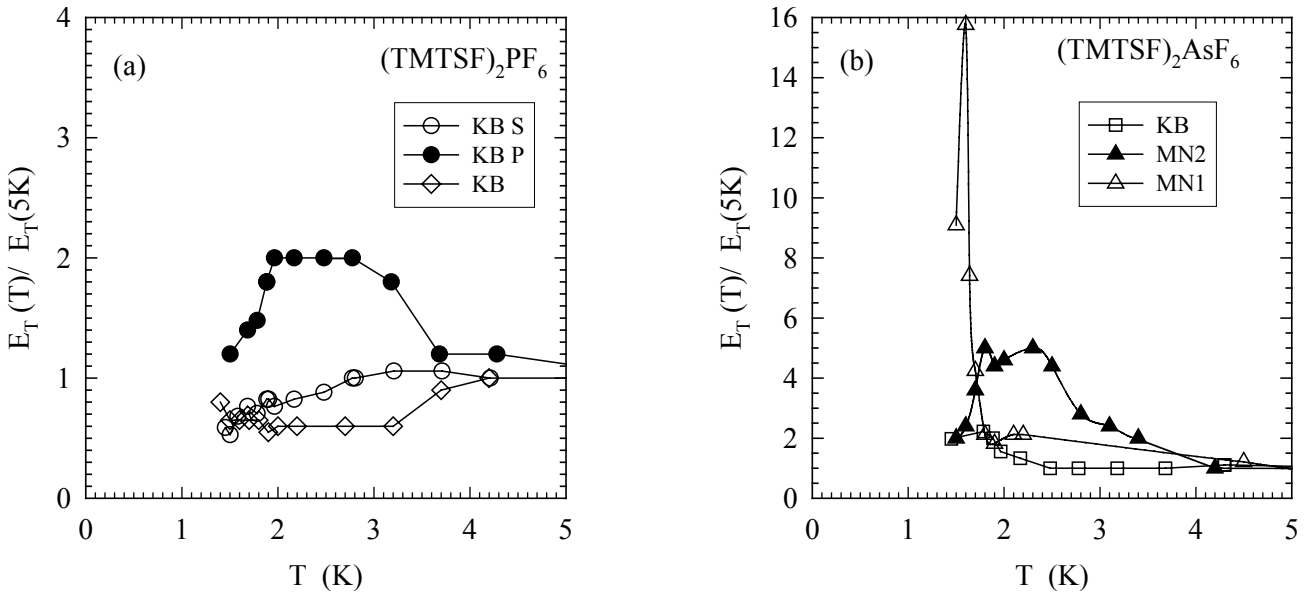 (a)
(TMTSF)₂PF₆
KB S
KB P
KB
E_T (T)/ E_T(5K)
4
3
2
1
0
0 1 2 3 4 5
T (K)
(b)
(TMTSF)₂AsF₆
KB
MN2
MN1
E_T(T)/ E_T(5K)
16
14
12
10
8
6
4
2
0
0 1 2 3 4 5
T (K)